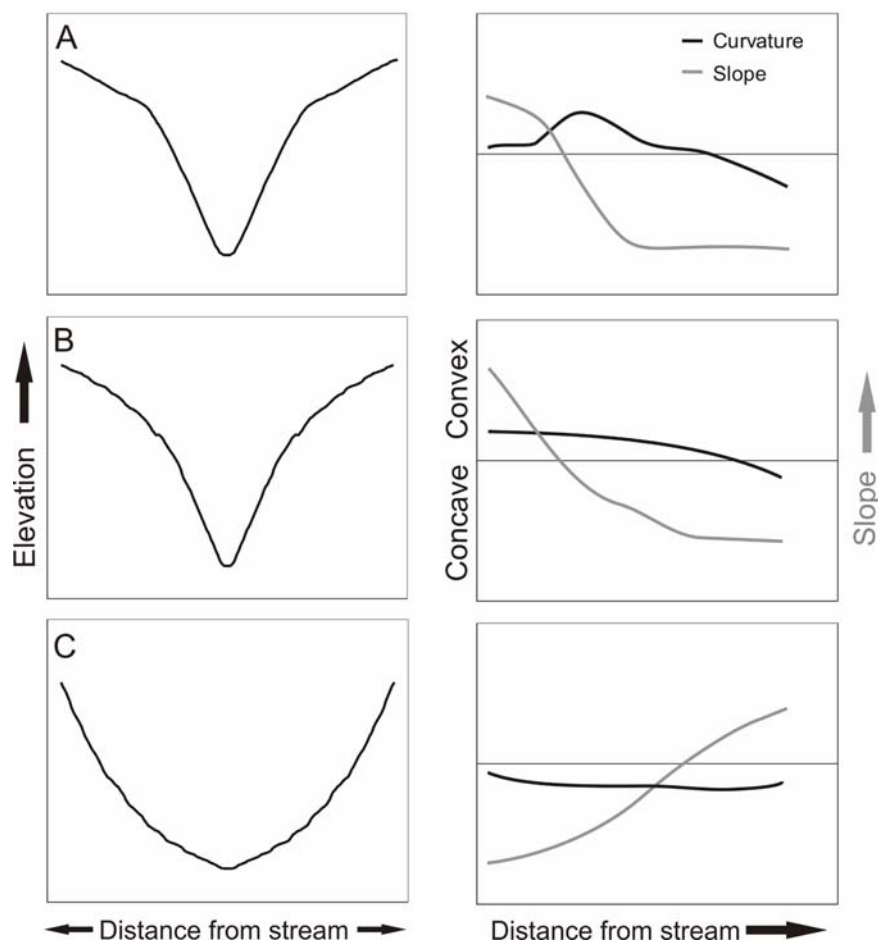 A
Curvature
Slope
B
Elevation
Convex
Concave
Slope
C
Distance from stream
Distance from stream